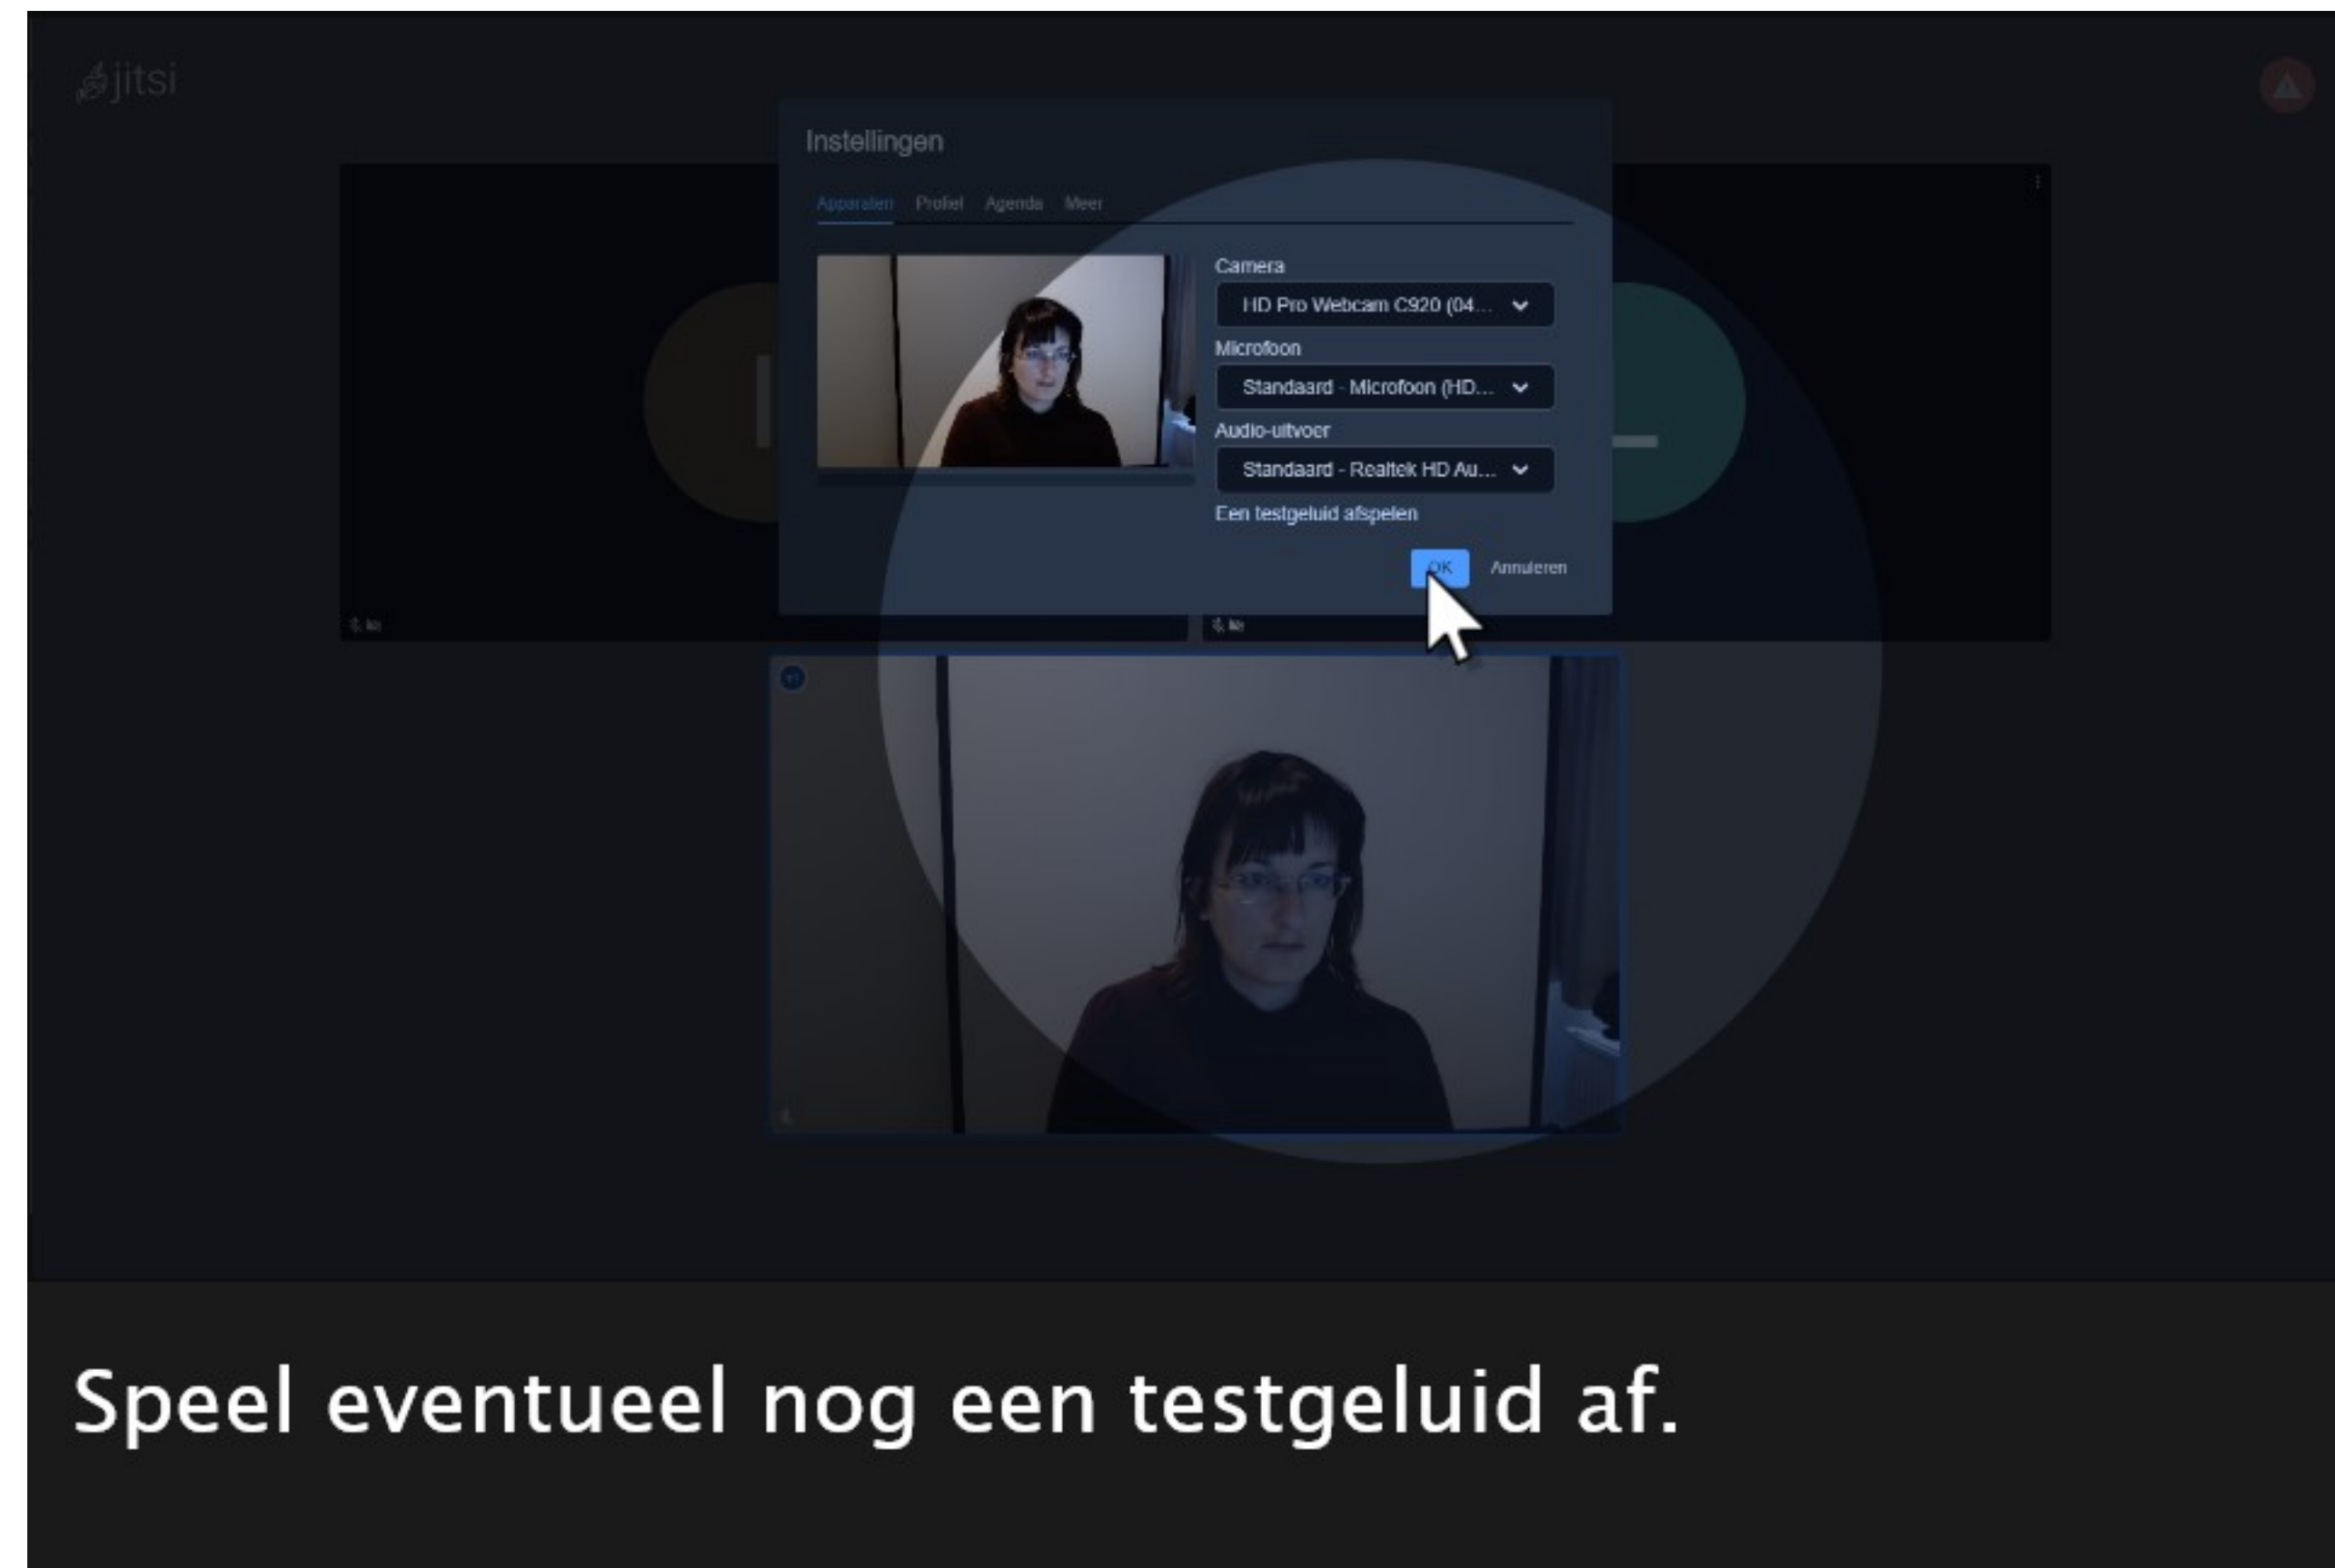 jitsi
Instellingen
Apparaten Profiel Agenda Meer
Camera
HD Pro Webcam C920 (04...
Microfoon
Standaard - Microfoon (HD...
Audio-uitvoer
Standaard - Realtek HD Au...
Een testgeluid afspelen
OK Annuleren
Speel eventueel nog een testgeluid af.